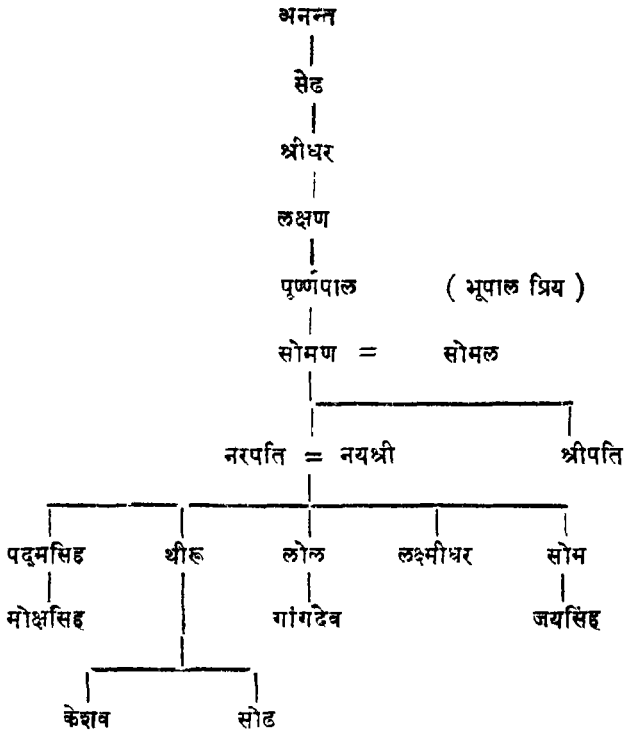 अनन्त
सेढ
श्रीधर
लक्षण
पूर्णपाल ( भूपाल प्रिय )
सोमण = सोमल
नरपति = नयश्री श्रीपति
पद्मसिह थीरू लोल लक्ष्मीधर सोम
मोक्षसिह गांगदेव जयसिंह
केशव सोढ